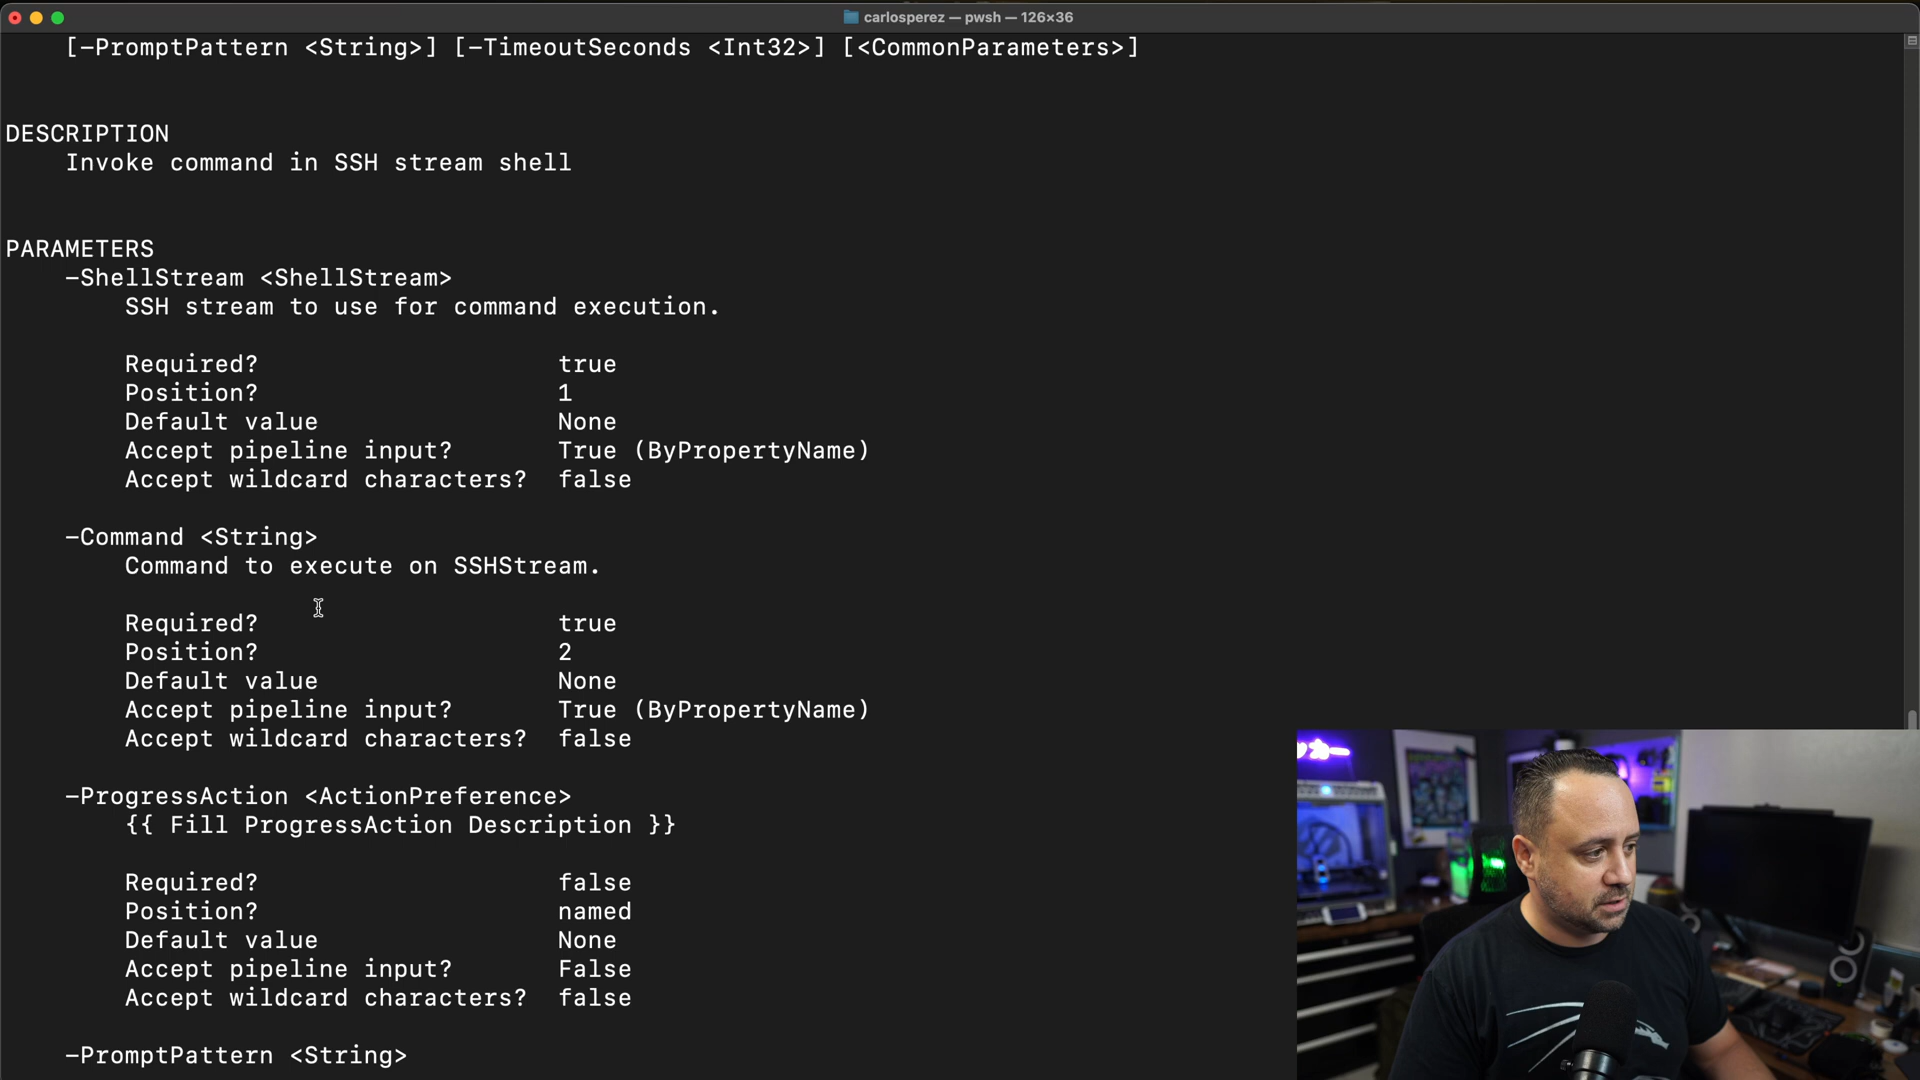 carlosperez — pwsh — 126×36
[-PromptPattern <String>] [-TimeoutSeconds <Int32>] [<CommonParameters>]
DESCRIPTION
Invoke command in SSH stream shell
PARAMETERS
-ShellStream <ShellStream>
SSH stream to use for command execution.
Required? true
Position? 1
Default value None
Accept pipeline input? True (ByPropertyName)
Accept wildcard characters? false
-Command <String>
Command to execute on SSHStream.
Required? true
Position? 2
Default value None
Accept pipeline input? True (ByPropertyName)
Accept wildcard characters? false
-ProgressAction <ActionPreference>
{{ Fill ProgressAction Description }}
Required? false
Position? named
Default value None
Accept pipeline input? False
Accept wildcard characters? false
-PromptPattern <String>